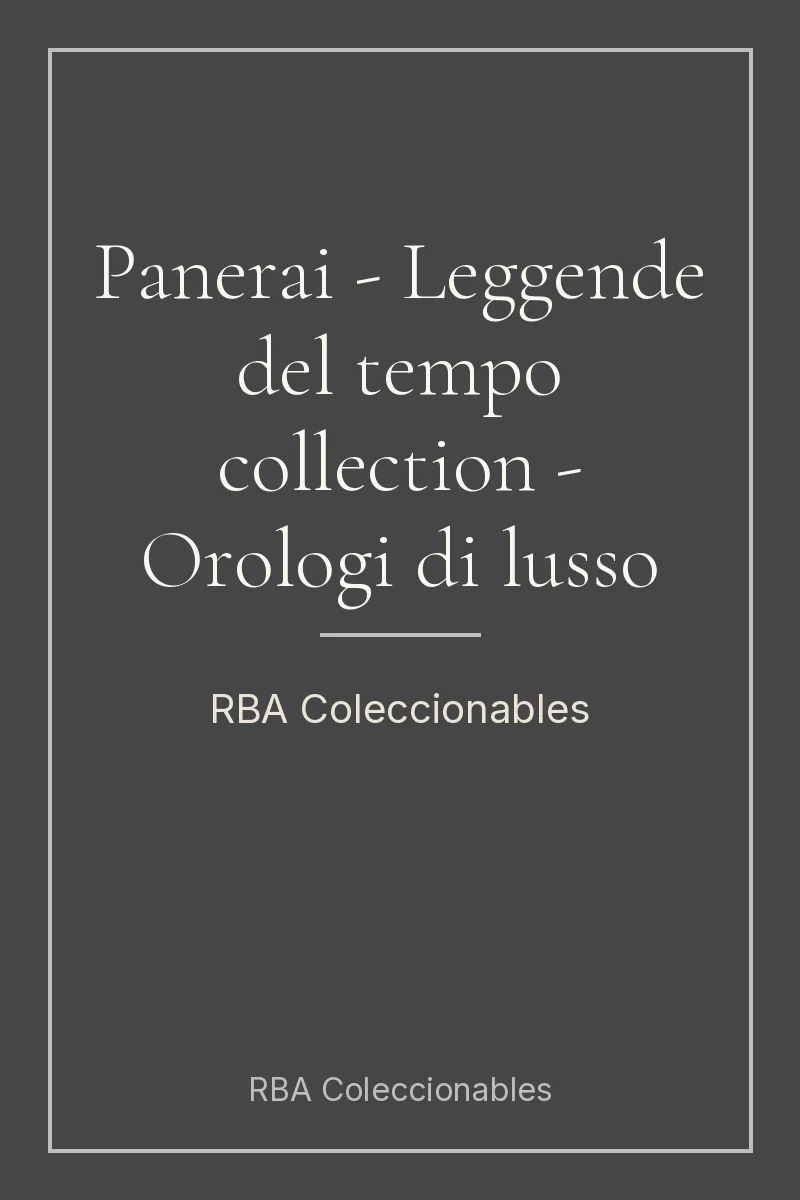 Panerai - Leggende
del tempo
collection -
Orologi di lusso
RBA Coleccionables
RBA Coleccionables